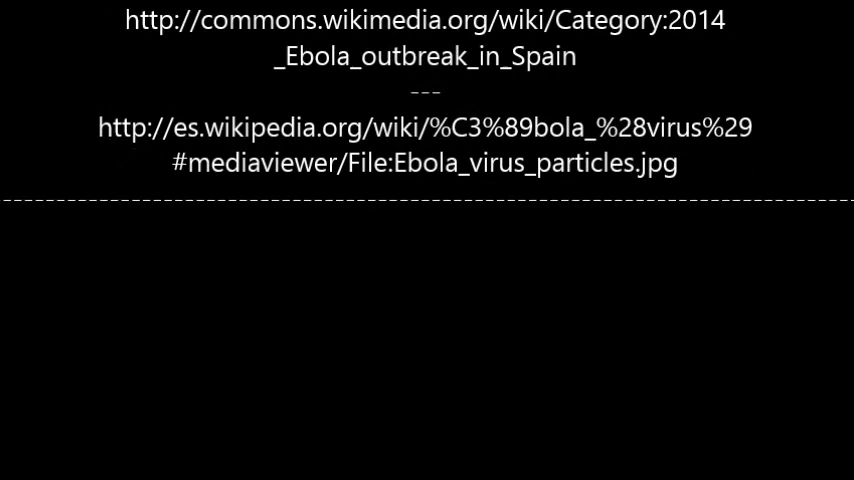 http://commons.wikimedia.org/wiki/Category:2014
_Ebola_outbreak_in_Spain
---
http://es.wikipedia.org/wiki/%C3%89bola_%28virus%29
#mediaviewer/File:Ebola_virus_particles.jpg
--------------------------------------------------------------------------------